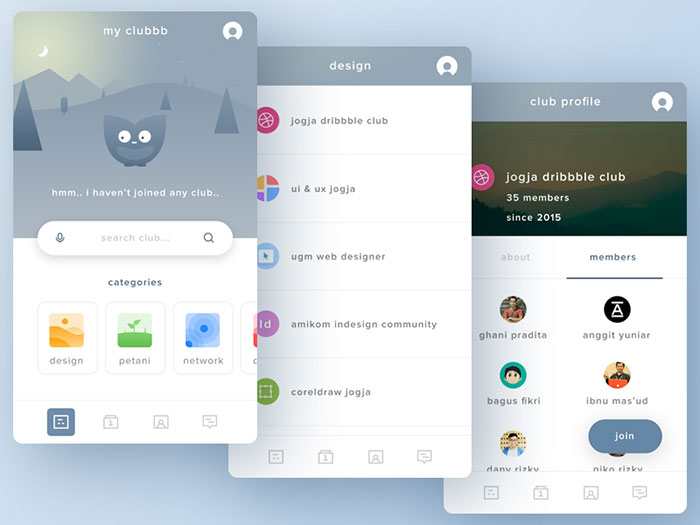 my clubbb
hmm.. i haven't joined any club..
search club...
categories
design
petani
network
design
jogja dribbble club
ui & ux jogja
ugm web designer
Id
amikom indesign community
coreldraw jogja
club profile
jogja dribbble club
35 members
since 2015
about
members
ghani pradita
anggit yuniar
bagus fikri
ibnu mas'ud
join
dany rizky
niko rizky